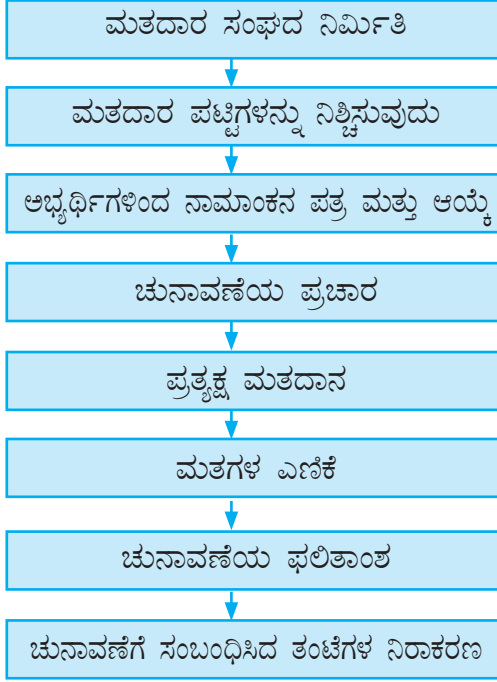 ಮತದಾರ ಸಂಘದ ನಿರ್ಮಿತಿ
ಮತದಾರ ಪಟ್ಟಿಗಳನ್ನು ನಿಶ್ಚಿಸುವುದು
ಅಭ್ಯರ್ಥಿಗಳಿಂದ ನಾಮಾಂಕನ ಪತ್ರ ಮತ್ತು ಆಯ್ಕೆ
ಚುನಾವಣೆಯ ಪ್ರಚಾರ
ಪ್ರತ್ಯಕ್ಷ ಮತದಾನ
ಮತಗಳ ಎಣಿಕೆ
ಚುನಾವಣೆಯ ಫಲಿತಾಂಶ
ಚುನಾವಣೆಗೆ ಸಂಬಂಧಿಸಿದ ತಂಟೆಗಳ ನಿರಾಕರಣ